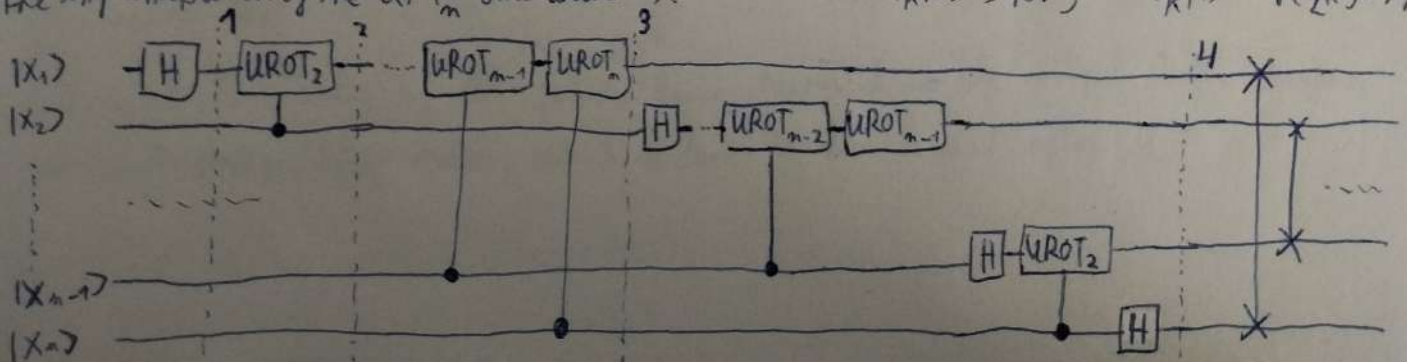 1 2 3 4
|X₁⟩ H UROT₂ ..... UROTₙ₋₁ UROTₙ
|X₂⟩ H ... UROTₙ₋₂ UROTₙ₋₁
|Xₙ₋₁⟩ H UROT₂
|Xₙ⟩ H